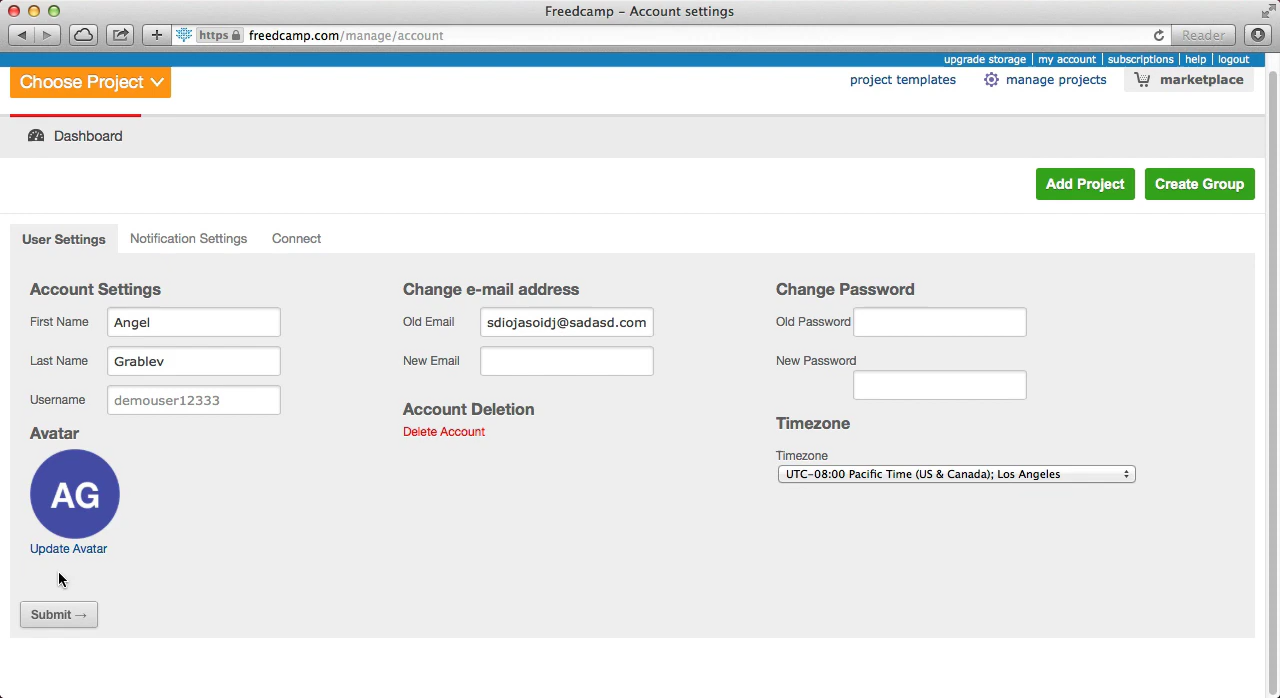 Freedcamp – Account settings
https freedcamp.com/manage/account Reader
upgrade storage my account subscriptions help logout
Choose Project project templates manage projects marketplace
Dashboard
Add Project Create Group
User Settings Notification Settings Connect
Account Settings Change e-mail address Change Password
First Name Angel Old Email sdiojasoidj@sadasd.com Old Password
Last Name Grablev New Email New Password
Username demouser12333
Account Deletion
Delete Account
Avatar
AG
Update Avatar
Timezone
Timezone
UTC-08:00 Pacific Time (US & Canada); Los Angeles
Submit →